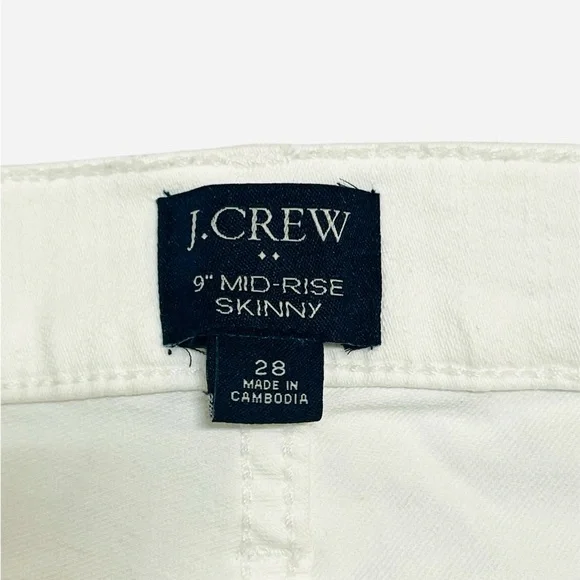 J.CREW
9" MID-RISE
SKINNY
28
MADE IN
CAMBODIA